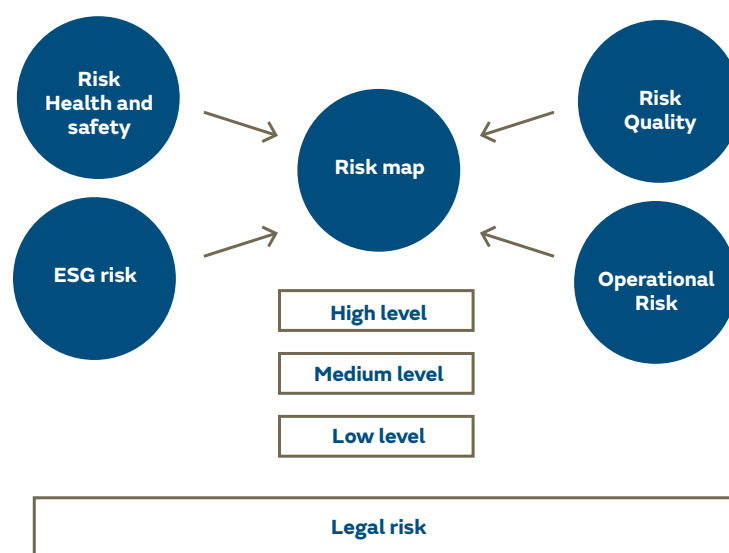 Risk
Health and
safety
Risk map
Risk
Quality
ESG risk
Operational
Risk
High level
Medium level
Low level
Legal risk